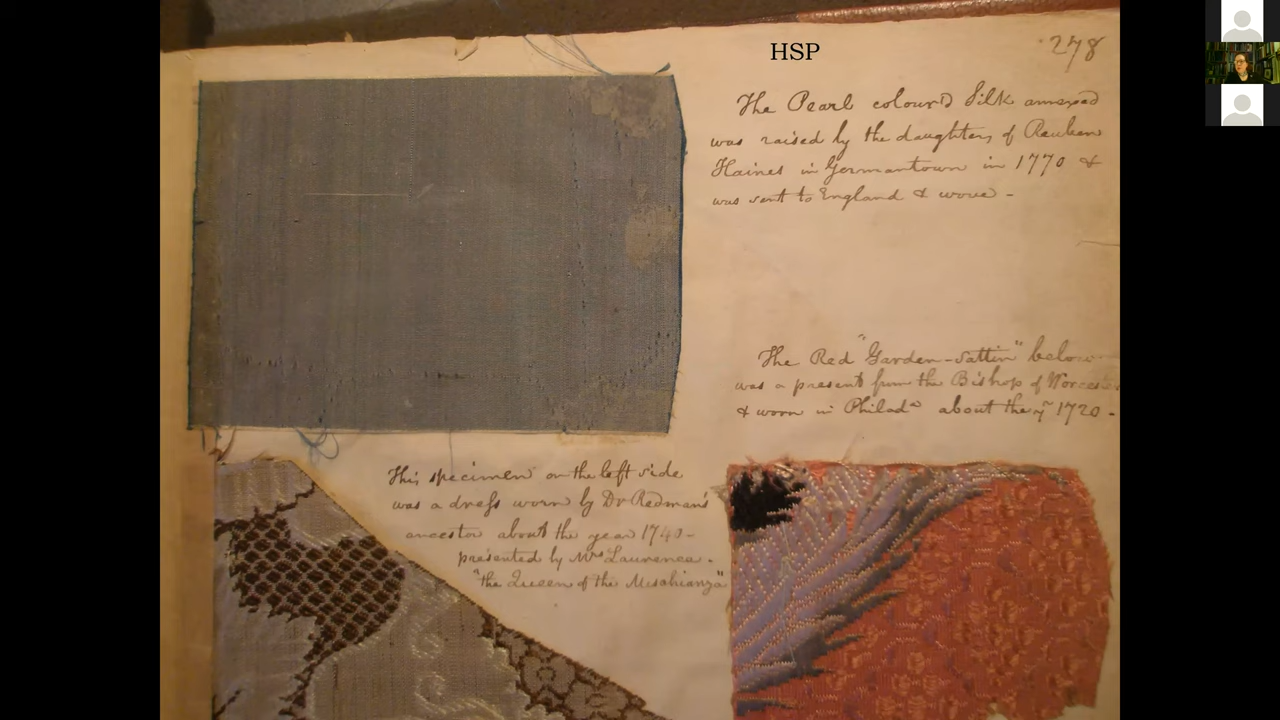 HSP
278
The Pearl colour'd Silk annexed
was raised by the daughters of Reuben
Haines in Germantown in 1770 &
was sent to England & wove -
The Red "Garden-sattin" below
was a present from the Bishop of Worcester
& worn in Philada about the yr 1720 -
This specimen on the left side
was a dress worn by Dr Redman's
ancestor about the year 1740 -
presented by Mrs Laurence -
"the Queen of the Mischianza"